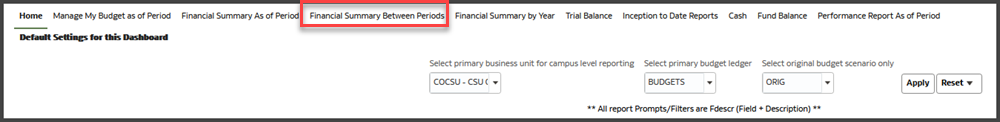 Home Manage My Budget as of Period Financial Summary As of Period Financial Summary Between Periods Financial Summary by Year Trial Balance Inception to Date Reports Cash Fund Balance Performance Report As of Period
Default Settings for this Dashboard
Select primary business unit for campus level reporting Select primary budget ledger Select original budget scenario only
COCSU - CSU BUDGETS ORIG Apply Reset
** All report Prompts/Filters are Fdescr (Field + Description) **